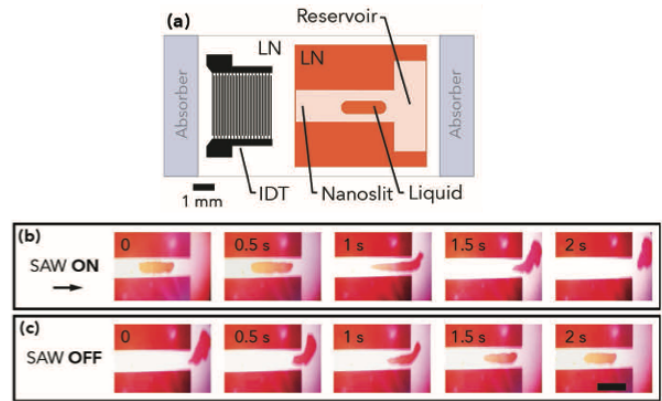 (a)
Reservoir
LN
LN
Absorber
Absorber
1 mm
IDT
Nanoslit
Liquid
(b)
SAW ON
0
0.5 s
1 s
1.5 s
2 s
(c)
SAW OFF
0
0.5 s
1 s
1.5 s
2 s